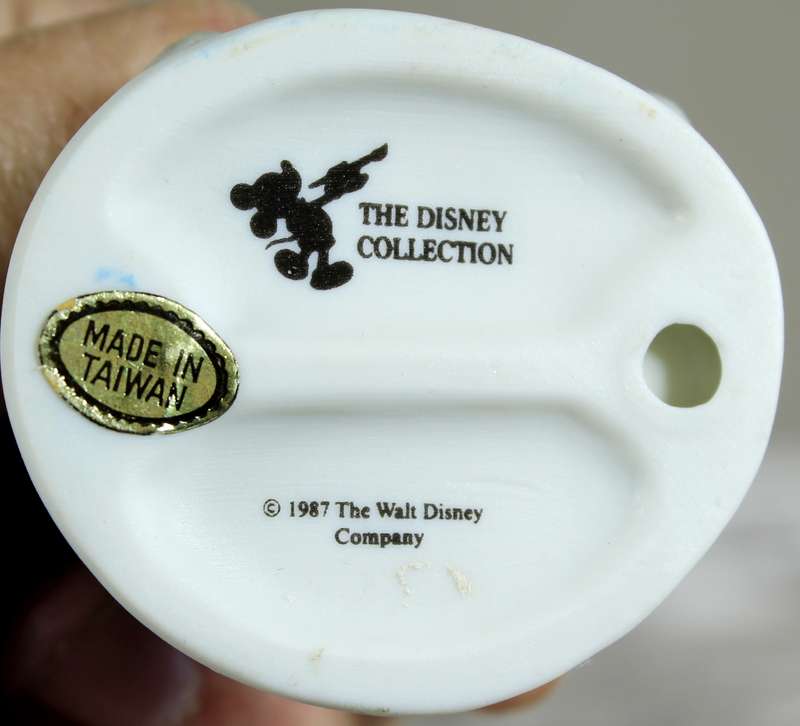 THE DISNEY
COLLECTION
MADE IN
TAIWAN
© 1987 The Walt Disney
Company